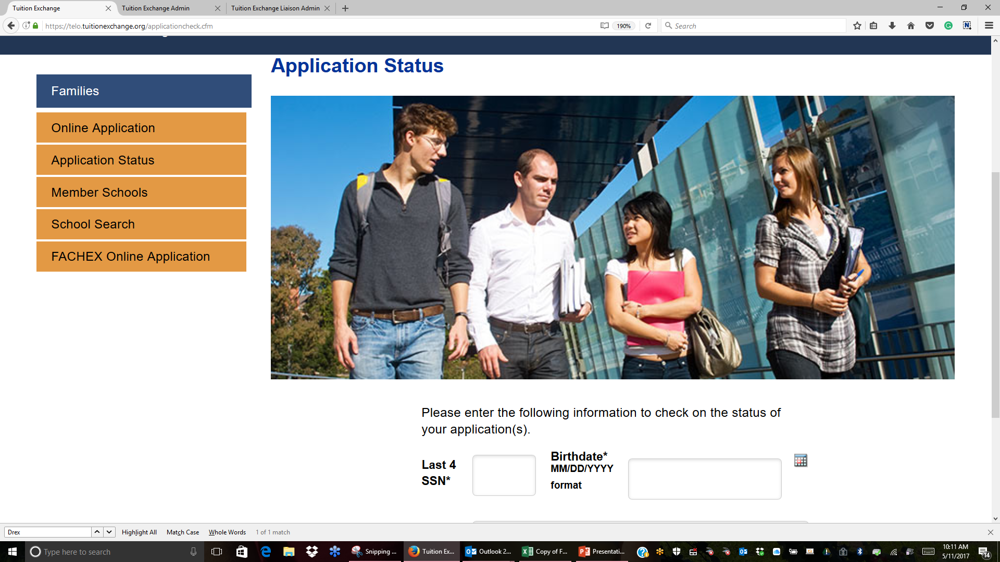 Tuition Exchange
Tuition Exchange Admin
Tuition Exchange Liaison Admin
https://telo.tuitionexchange.org/applicationcheck.cfm
190%
Search
Application Status
Families
Online Application
Application Status
Member Schools
School Search
FACHEX Online Application
Please enter the following information to check on the status of
your application(s).
Last 4
SSN*
Birthdate*
MM/DD/YYYY
format
Drex
Highlight All
Match Case
Whole Words
1 of 1 match
Type here to search
Snipping ...
Tuition Ex...
Outlook 2...
Copy of F...
Presentati...
10:11 AM
5/11/2017
14